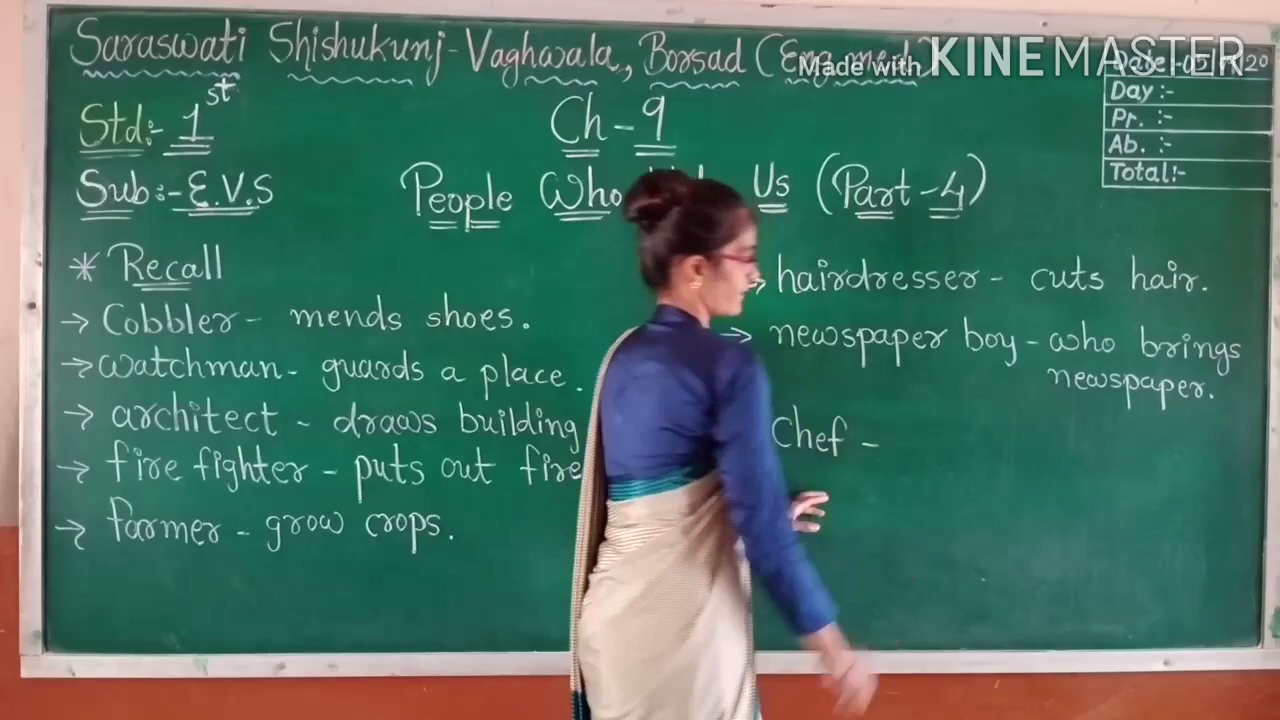 Saraswati Shishukunj-Vaghwala, Borsad (Eng.
Made with KINEMASTER
Date:-
Day:-
Pr. :-
Ab. :-
Total:-
Std:- 1st
Ch-9
Sub:-E.V.S
People Who Us (Part-4)
* Recall
→ Cobbler- mends shoes.
→ watchman- guards a place.
→ architect - draws building
→ fire fighter - puts out fire
→ farmer - grow crops.
→ hairdresser - cuts hair.
→ newspaper boy - who brings
newspaper.
Chef -